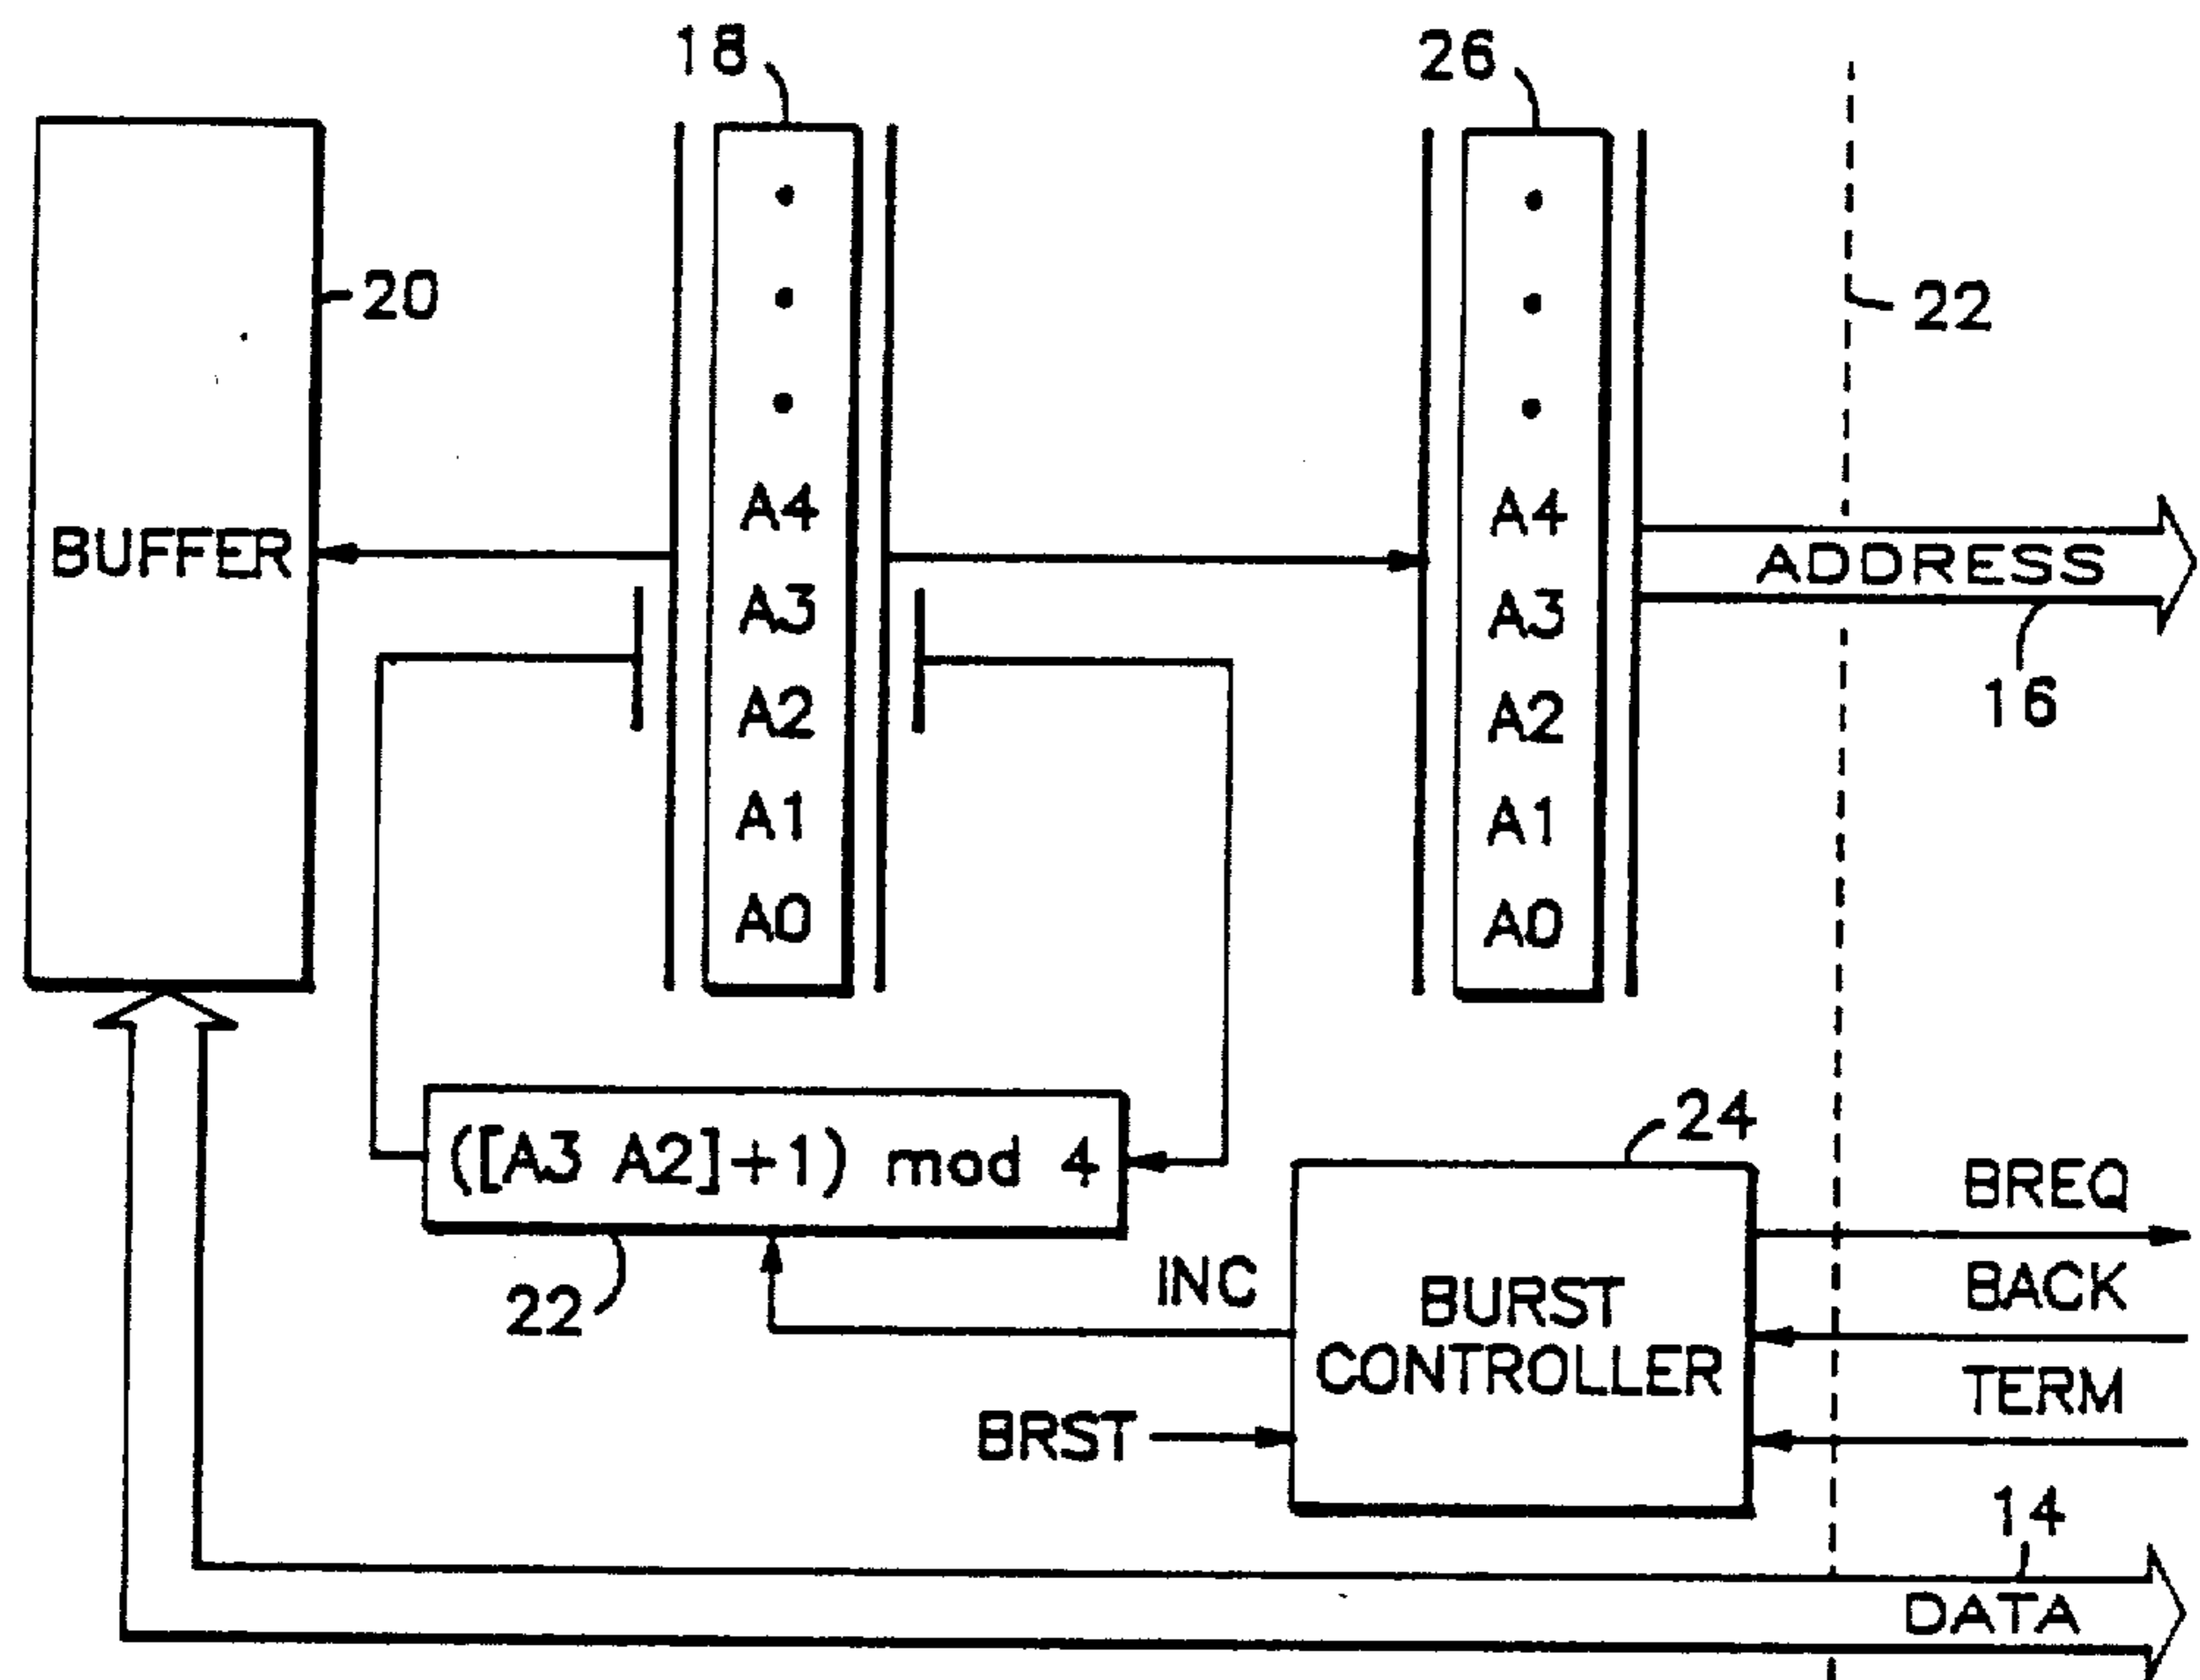 18
26
20
22
BUFFER
A4
A3
A2
A1
A0
A4
A3
A2
A1
A0
ADDRESS
16
([A3 A2]+1) mod 4
22
INC
BRST
24
BURST
CONTROLLER
BREQ
BACK
TERM
14
DATA